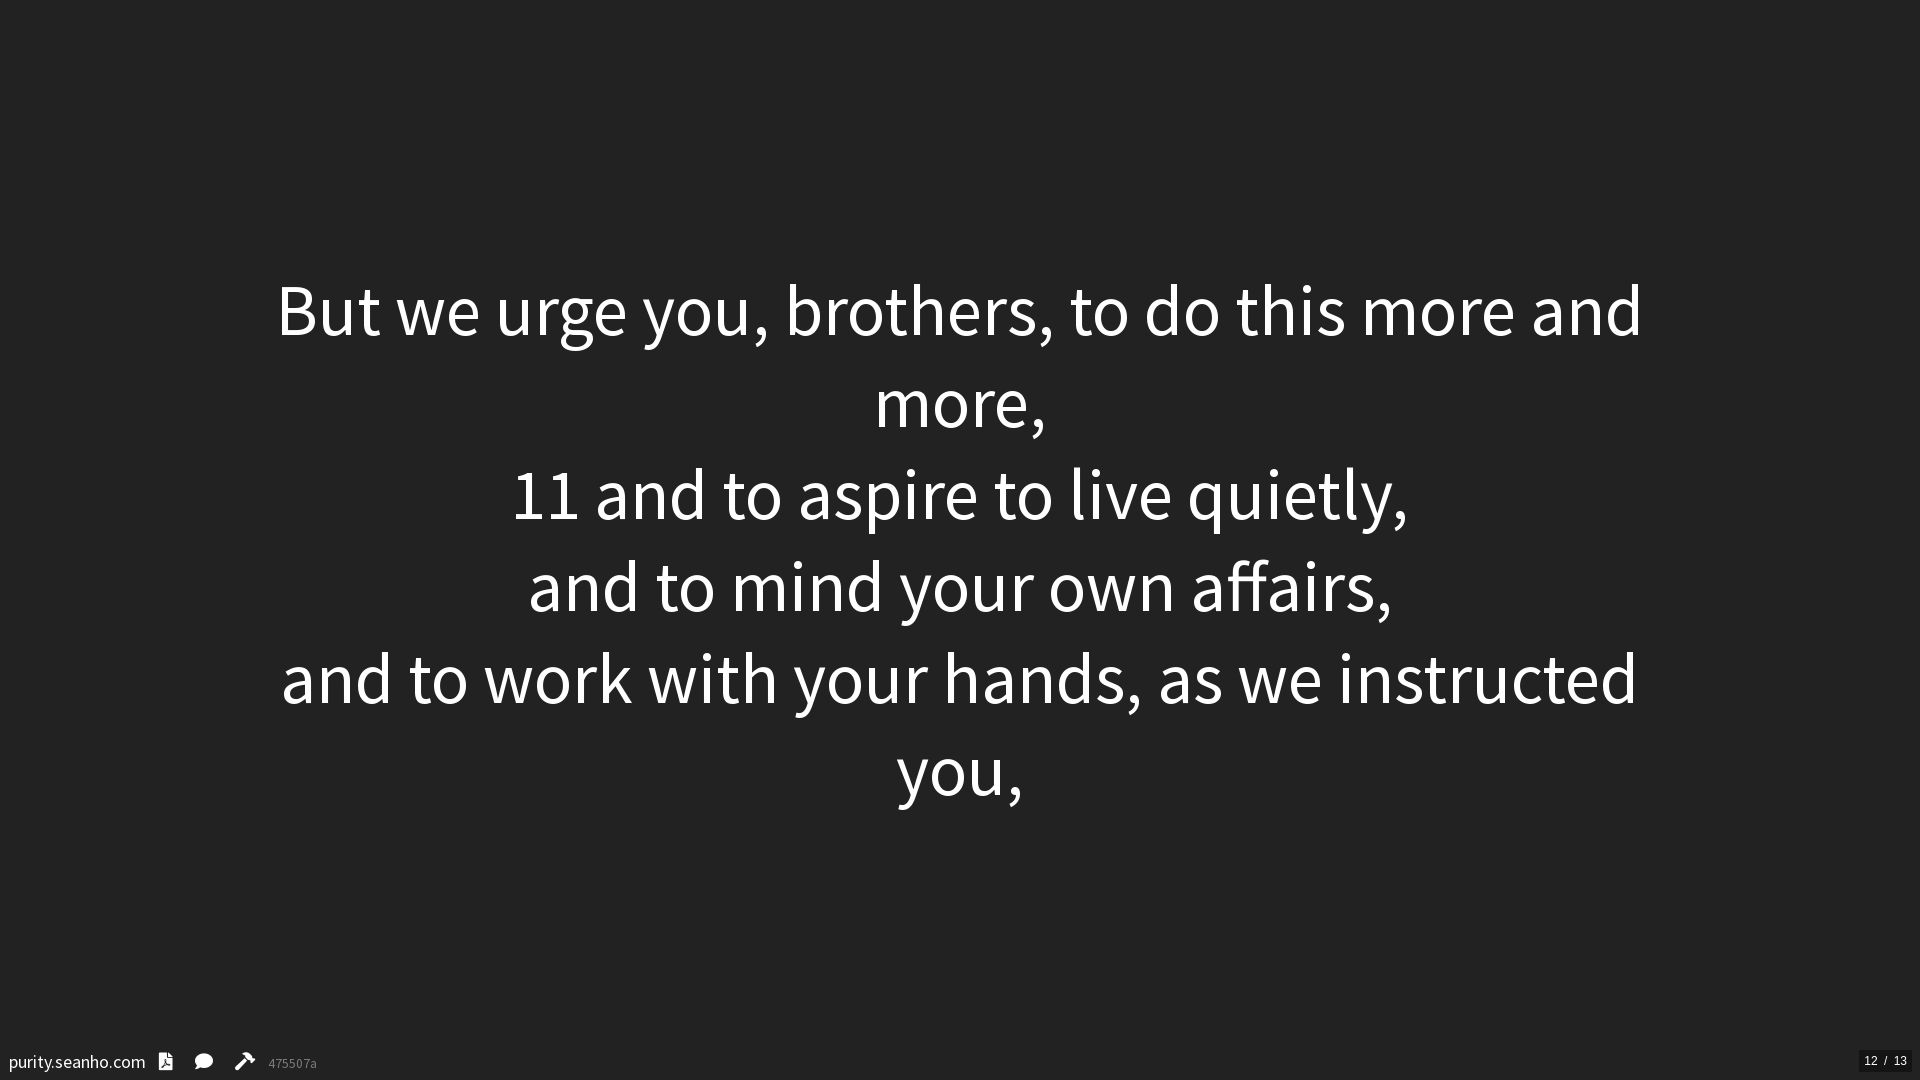 But we urge you, brothers, to do this more and
more,
11 and to aspire to live quietly,
and to mind your own affairs,
and to work with your hands, as we instructed
you,
purity.seanho.com 475507a
12 / 13